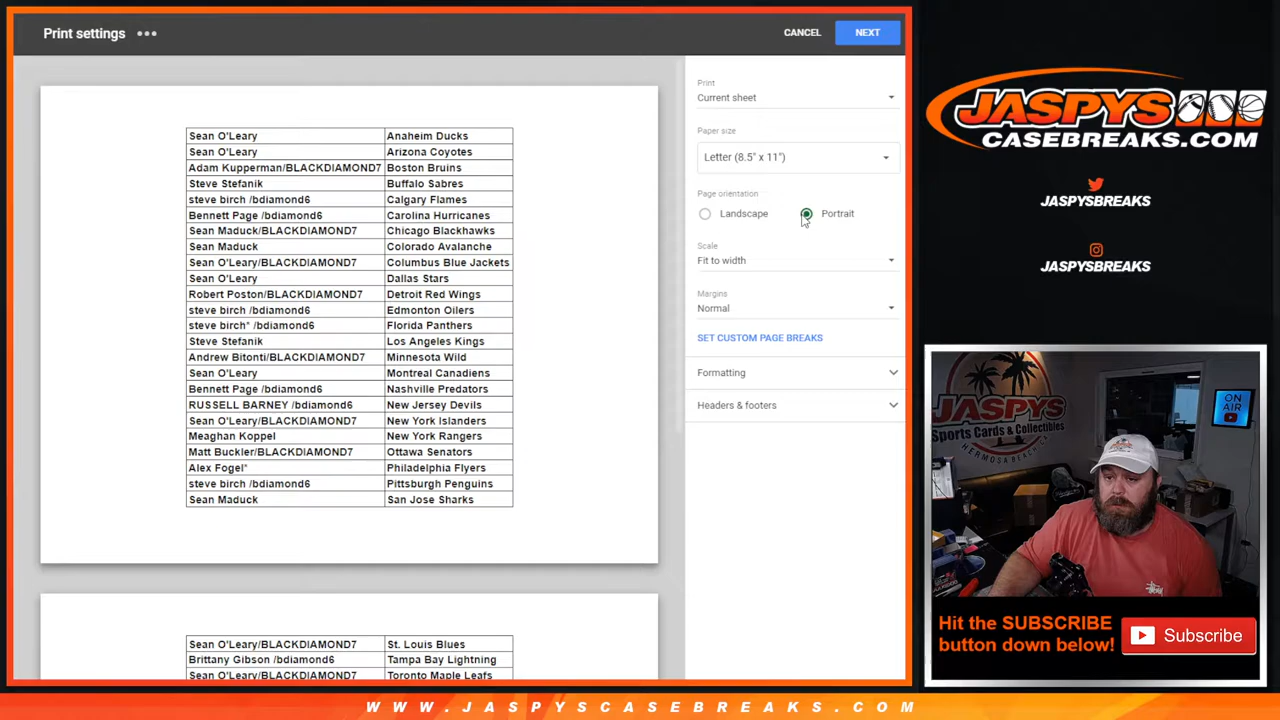 Print settings
CANCEL NEXT
Sean O'Leary Anaheim Ducks
Sean O'Leary Arizona Coyotes
Adam Kupperman/BLACKDIAMOND7 Boston Bruins
Steve Stefanik Buffalo Sabres
steve birch /bdiamond6 Calgary Flames
Bennett Page /bdiamond6 Carolina Hurricanes
Sean Maduck/BLACKDIAMOND7 Chicago Blackhawks
Sean Maduck Colorado Avalanche
Sean O'Leary/BLACKDIAMOND7 Columbus Blue Jackets
Sean O'Leary Dallas Stars
Robert Poston/BLACKDIAMOND7 Detroit Red Wings
steve birch /bdiamond6 Edmonton Oilers
steve birch* /bdiamond6 Florida Panthers
Steve Stefanik Los Angeles Kings
Andrew Bitonti/BLACKDIAMOND7 Minnesota Wild
Sean O'Leary Montreal Canadiens
Bennett Page /bdiamond6 Nashville Predators
RUSSELL BARNEY /bdiamond6 New Jersey Devils
Sean O'Leary/BLACKDIAMOND7 New York Islanders
Meaghan Koppel New York Rangers
Matt Buckler/BLACKDIAMOND7 Ottawa Senators
Alex Fogel* Philadelphia Flyers
steve birch /bdiamond6 Pittsburgh Penguins
Sean Maduck San Jose Sharks
Sean O'Leary/BLACKDIAMOND7 St. Louis Blues
Brittany Gibson /bdiamond6 Tampa Bay Lightning
Sean O'Leary/BLACKDIAMOND7 Toronto Maple Leafs
Print
Current sheet
Paper size
Letter (8.5" x 11")
Page orientation
Landscape Portrait
Scale
Fit to width
Margins
Normal
SET CUSTOM PAGE BREAKS
Formatting
Headers & footers
JASPYS
CASEBREAKS.COM
JASPYSBREAKS
JASPYSBREAKS
JASPYS
Sports Cards & Collectibles
HERMOSA BEACH, CA
ON
AIR
Hit the SUBSCRIBE
button down below!
Subscribe
WWW.JASPYSCASEBREAKS.COM